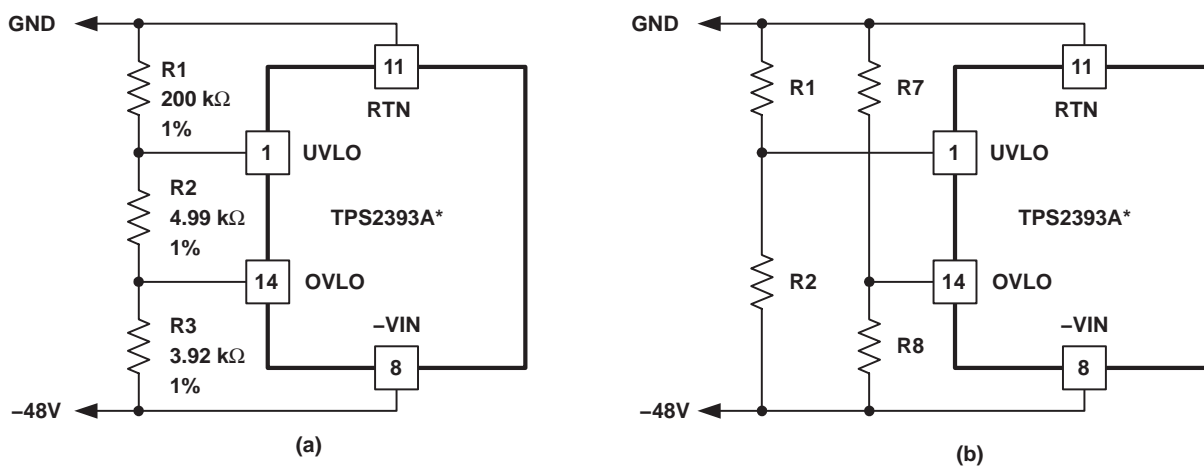 GND
R1
200 kΩ
1%
11
RTN
1
UVLO
R2
4.99 kΩ
1%
TPS2393A*
14
OVLO
R3
3.92 kΩ
1%
–VIN
8
–48V
(a)
GND
R1
R7
11
RTN
1
UVLO
TPS2393A*
R2
14
OVLO
–VIN
R8
8
–48V
(b)